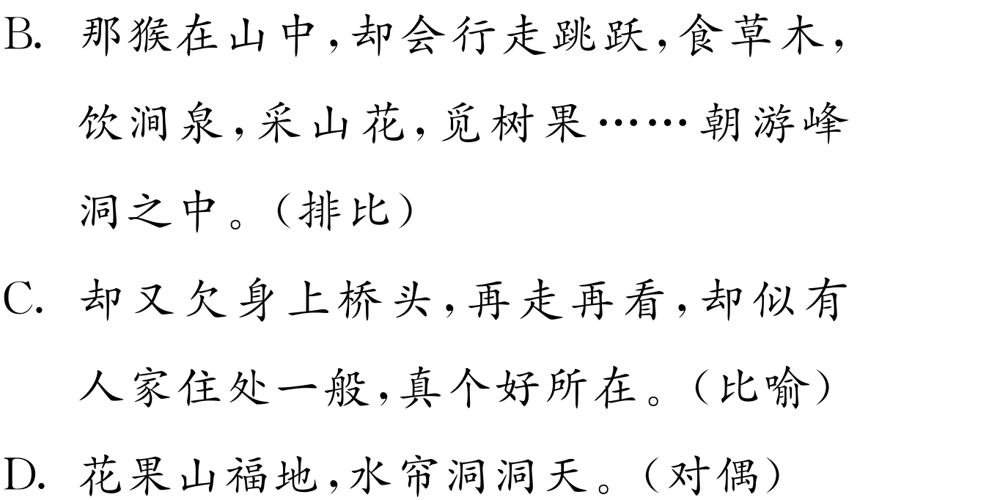 B. 那猴在山中,却会行走跳跃,食草木,
饮涧泉,采山花,觅树果……朝游峰
洞之中。(排比)
C. 却又欠身上桥头,再走再看,却似有
人家住处一般,真个好所在。(比喻)
D. 花果山福地,水帘洞洞天。(对偶)